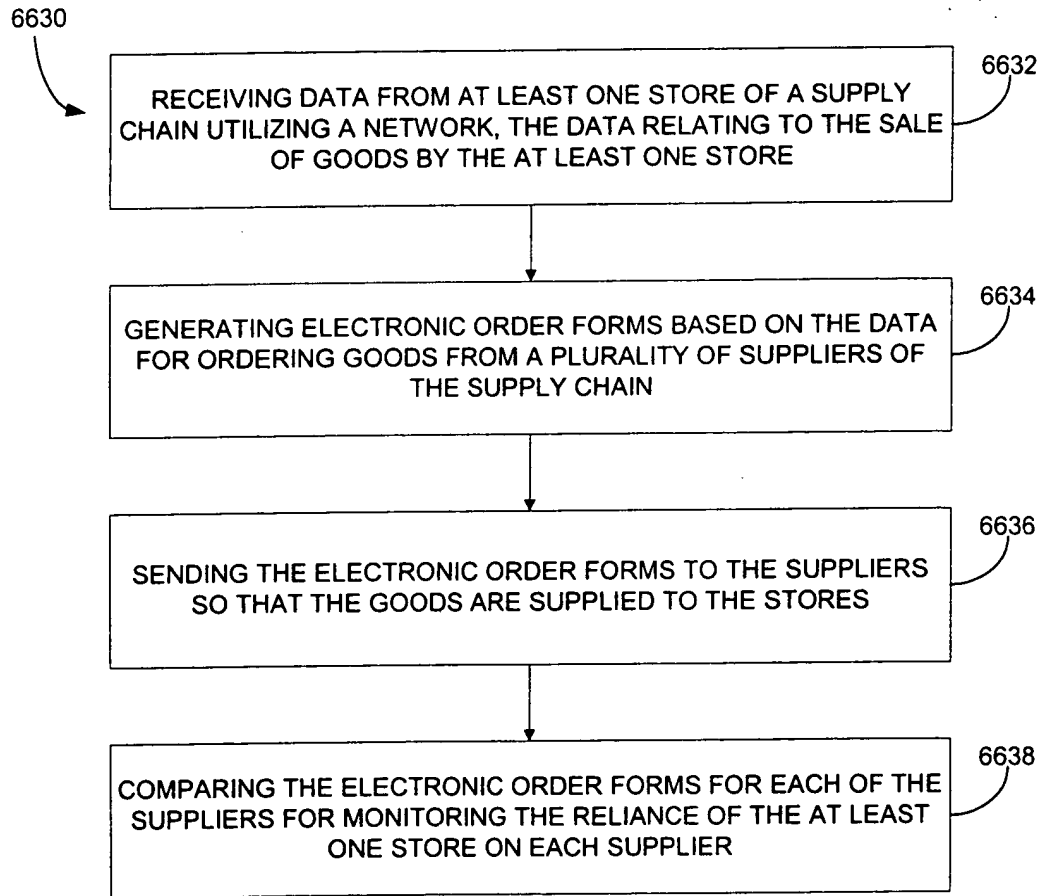 6630
6632
RECEIVING DATA FROM AT LEAST ONE STORE OF A SUPPLY
CHAIN UTILIZING A NETWORK, THE DATA RELATING TO THE SALE
OF GOODS BY THE AT LEAST ONE STORE
6634
GENERATING ELECTRONIC ORDER FORMS BASED ON THE DATA
FOR ORDERING GOODS FROM A PLURALITY OF SUPPLIERS OF
THE SUPPLY CHAIN
6636
SENDING THE ELECTRONIC ORDER FORMS TO THE SUPPLIERS
SO THAT THE GOODS ARE SUPPLIED TO THE STORES
6638
COMPARING THE ELECTRONIC ORDER FORMS FOR EACH OF THE
SUPPLIERS FOR MONITORING THE RELIANCE OF THE AT LEAST
ONE STORE ON EACH SUPPLIER